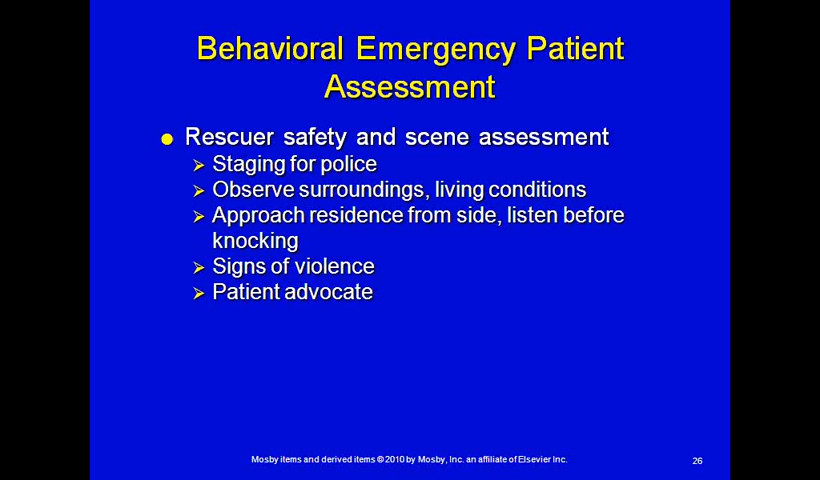 Behavioral Emergency Patient
Assessment
Rescuer safety and scene assessment
Staging for police
Observe surroundings, living conditions
Approach residence from side, listen before
knocking
Signs of violence
Patient advocate
Mosby items and derived items © 2010 by Mosby, Inc. an affiliate of Elsevier Inc.
26